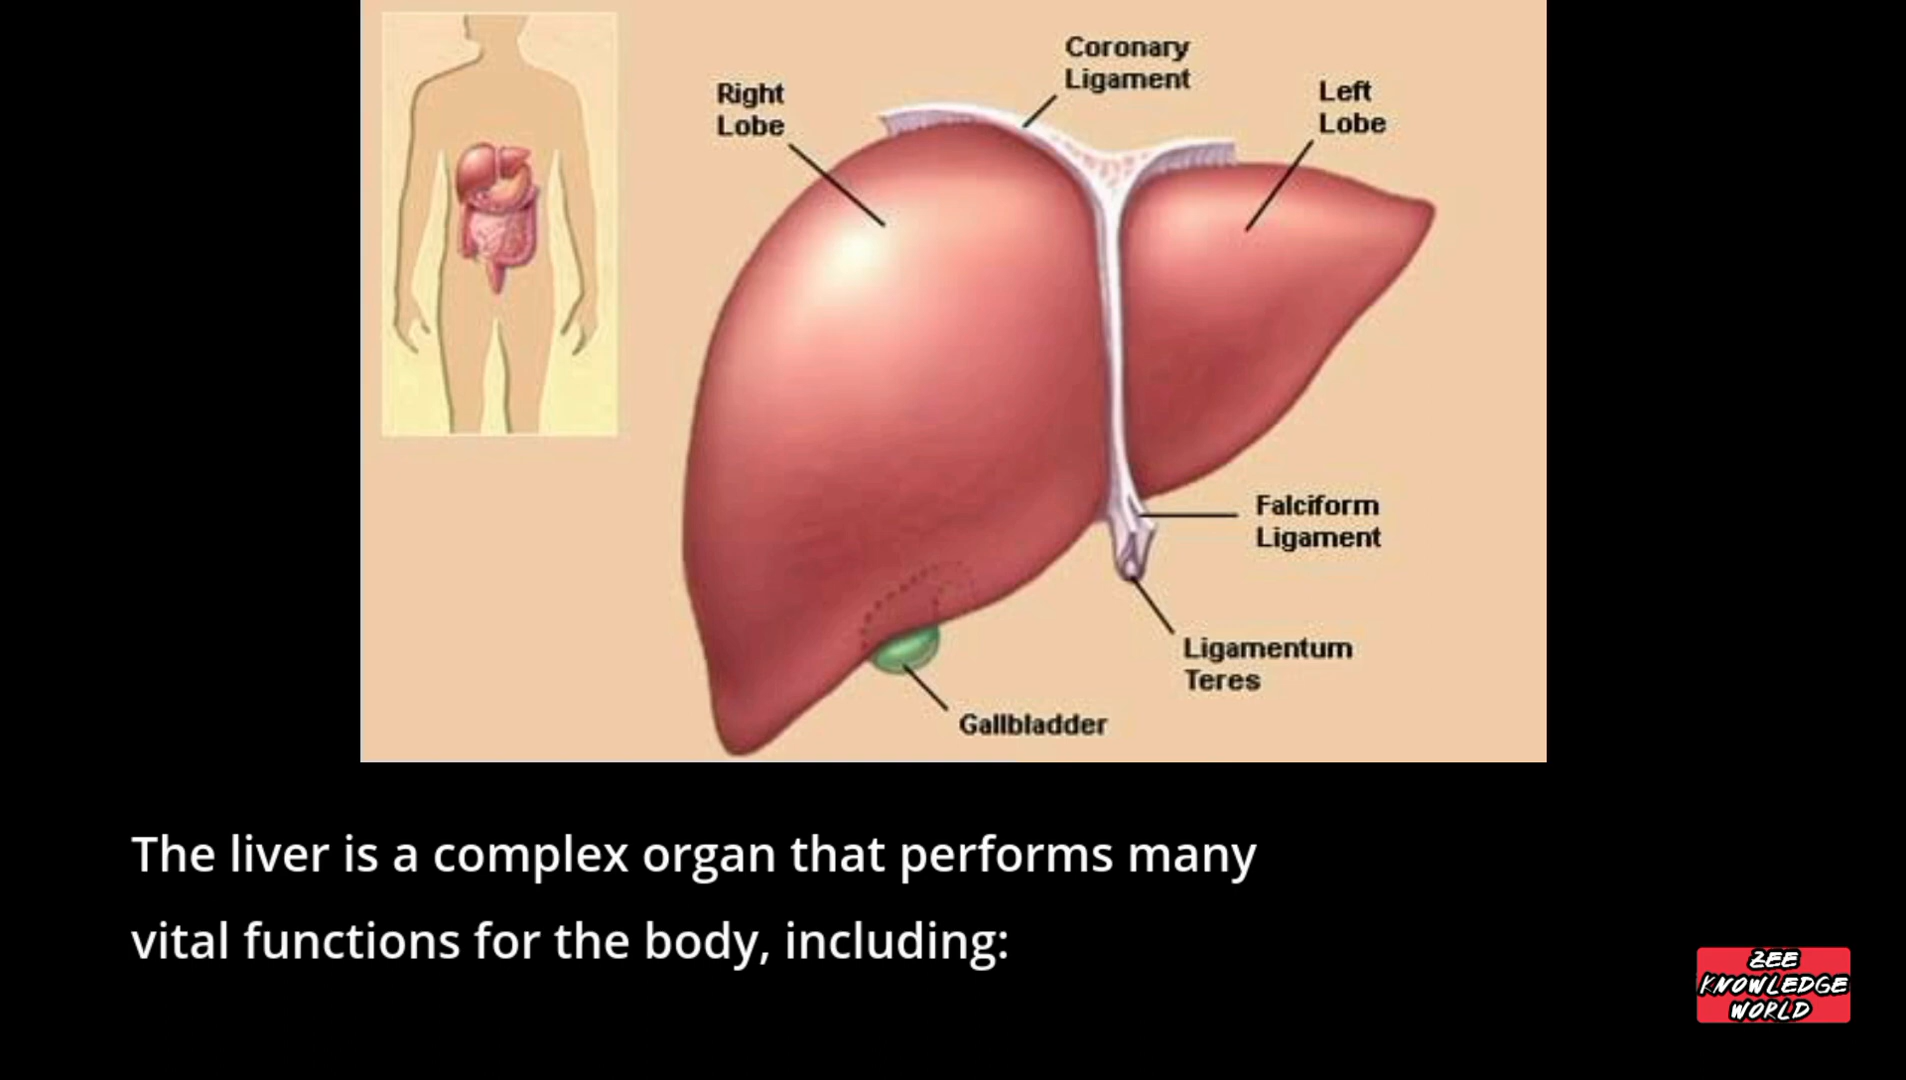 Coronary
Ligament
Right
Lobe
Left
Lobe
Falciform
Ligament
Ligamentum
Teres
Gallbladder
The liver is a complex organ that performs many
vital functions for the body, including:
ZEE
KNOWLEDGE
WORLD